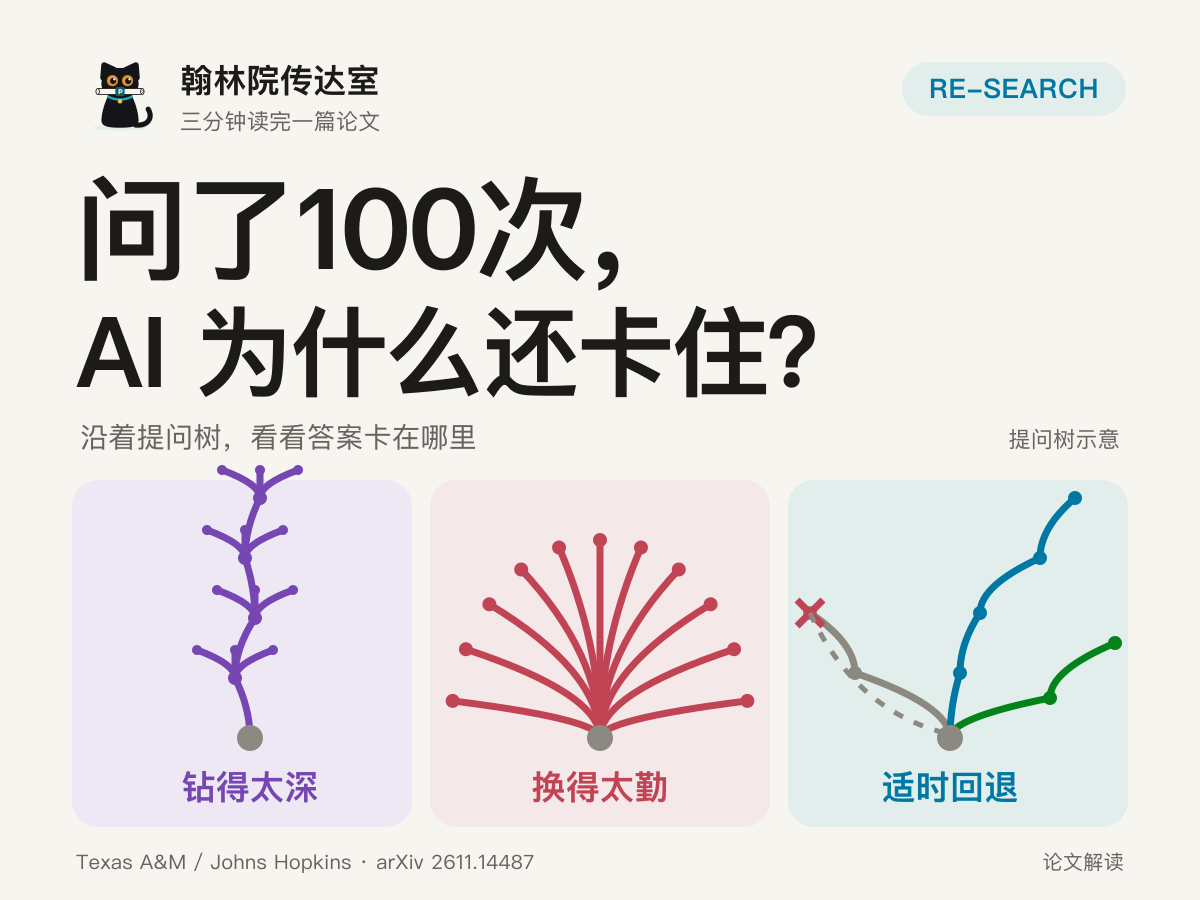 翰林院传达室
三分钟读完一篇论文
RE–SEARCH
问了100次，
AI 为什么还卡住？
沿着提问树，看看答案卡在哪里
提问树示意
钻得太深
换得太勤
适时回退
Texas A&M / Johns Hopkins · arXiv 2611.14487
论文解读